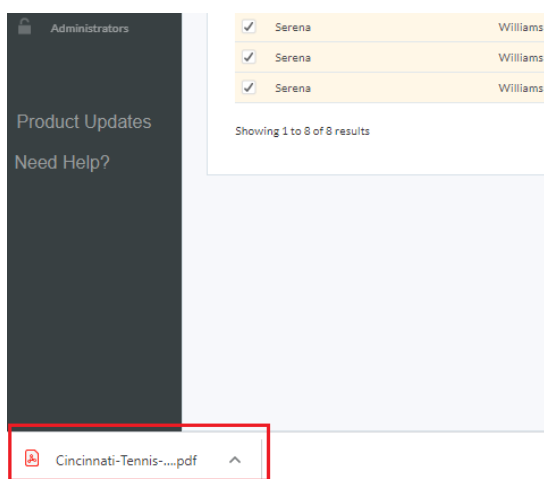 Administrators
Product Updates
Need Help?
Serena Williams
Serena Williams
Serena Williams
Showing 1 to 8 of 8 results
Cincinnati-Tennis-....pdf